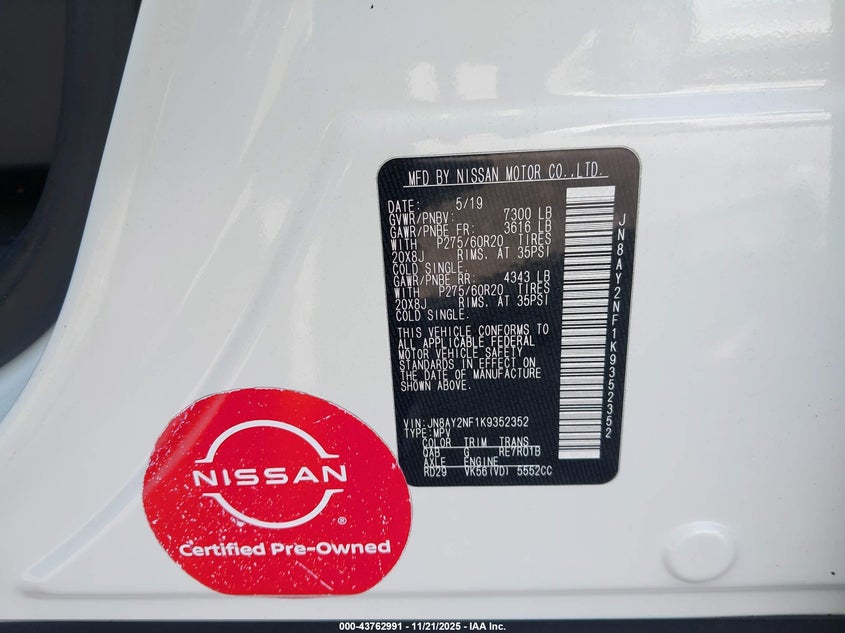 MFD BY NISSAN MOTOR CO.,LTD.
DATE: 5/19
GVWR/PNBV: 7300 LB
GAWR/PNBE FR: 3616 LB
WITH P275/60R20 TIRES
20X8J RIMS. AT 35PSI
COLD SINGLE.
GAWR/PNBE RR: 4343 LB
WITH P275/60R20 TIRES
20X8J RIMS. AT 35PSI
COLD SINGLE.
THIS VEHICLE CONFORMS TO
ALL APPLICABLE FEDERAL
MOTOR VEHICLE SAFETY
STANDARDS IN EFFECT ON
THE DATE OF MANUFACTURE
SHOWN ABOVE.
VIN:JN8AY2NF1K9352352
TYPE:MPV
COLOR TRIM TRANS
QAB G RE7R01B
AXLE ENGINE
RD29 VK56(VD) 5552CC
JN8AY2NF1K9352352
NISSAN
®
Certified Pre-Owned
000-43762991 - 11/21/2025 - IAA Inc.